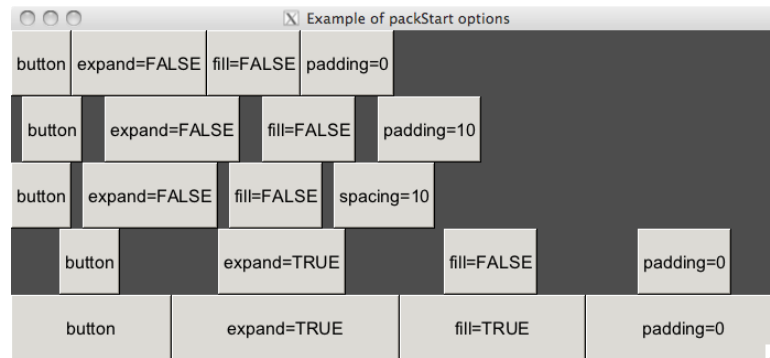 Example of packStart options
button expand=FALSE fill=FALSE padding=0
button expand=FALSE fill=FALSE padding=10
button expand=FALSE fill=FALSE spacing=10
button expand=TRUE fill=FALSE padding=0
button expand=TRUE fill=TRUE padding=0